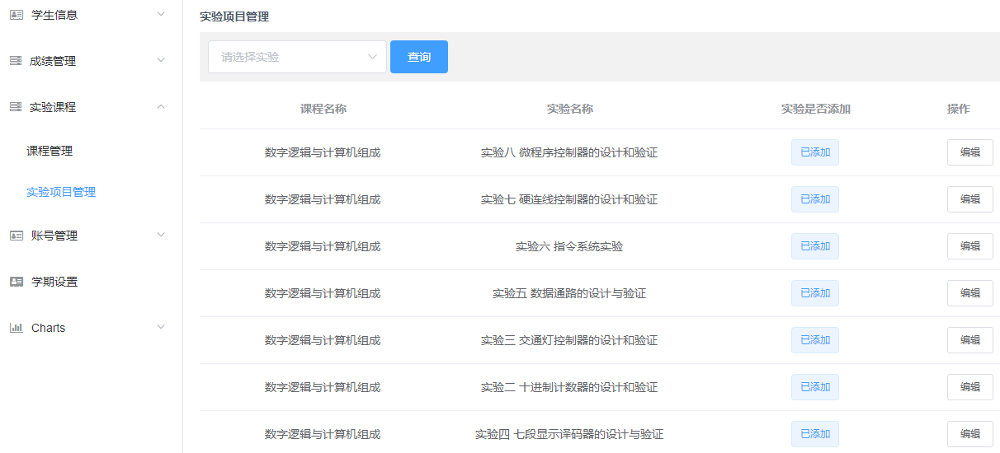 学生信息
成绩管理
实验课程
课程管理
实验项目管理
账号管理
学期设置
Charts
实验项目管理
请选择实验 查询
课程名称 实验名称 实验是否添加 操作
数字逻辑与计算机组成 实验八 微程序控制器的设计和验证 已添加 编辑
数字逻辑与计算机组成 实验七 硬连线控制器的设计和验证 已添加 编辑
数字逻辑与计算机组成 实验六 指令系统实验 已添加 编辑
数字逻辑与计算机组成 实验五 数据通路的设计与验证 已添加 编辑
数字逻辑与计算机组成 实验三 交通灯控制器的设计和验证 已添加 编辑
数字逻辑与计算机组成 实验二 十进制计数器的设计和验证 已添加 编辑
数字逻辑与计算机组成 实验四 七段显示译码器的设计与验证 已添加 编辑